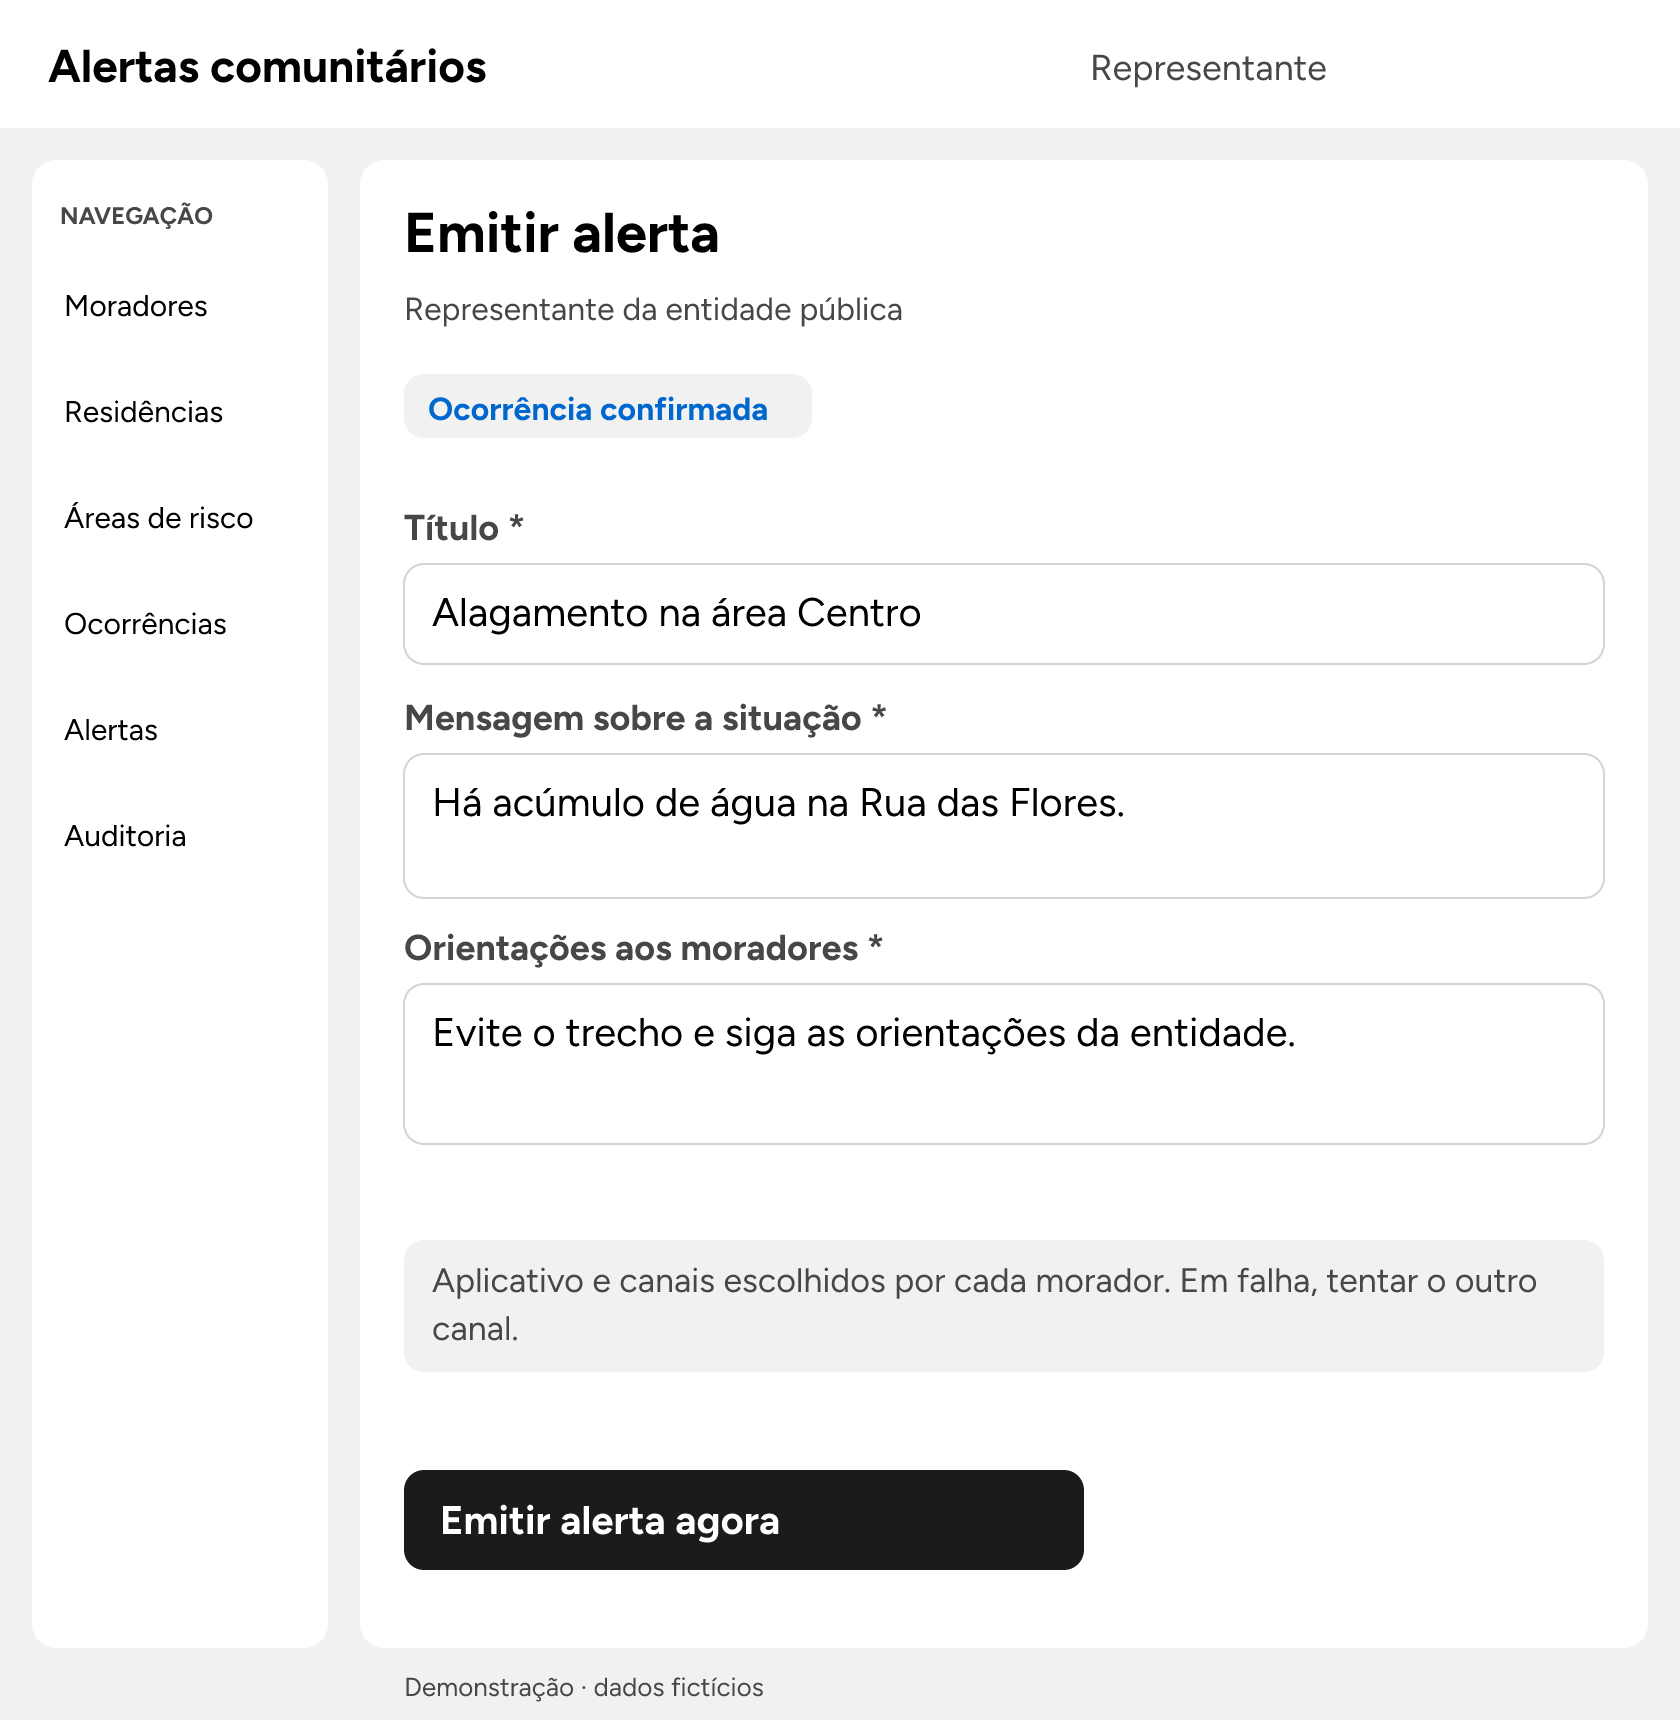 Alertas comunitários
Representante
NAVEGAÇÃO
Moradores
Residências
Áreas de risco
Ocorrências
Alertas
Auditoria
Emitir alerta
Representante da entidade pública
Ocorrência confirmada
Título *
Alagamento na área Centro
Mensagem sobre a situação *
Há acúmulo de água na Rua das Flores.
Orientações aos moradores *
Evite o trecho e siga as orientações da entidade.
Aplicativo e canais escolhidos por cada morador. Em falha, tentar o outro
canal.
Emitir alerta agora
Demonstração · dados fictícios